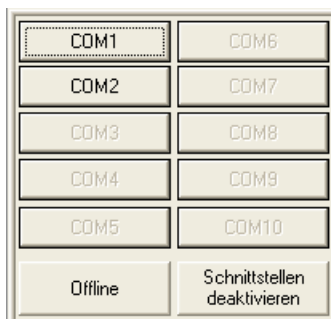 COM1 COM6
COM2 COM7
COM3 COM8
COM4 COM9
COM5 COM10
Offline Schnittstellen
deaktivieren